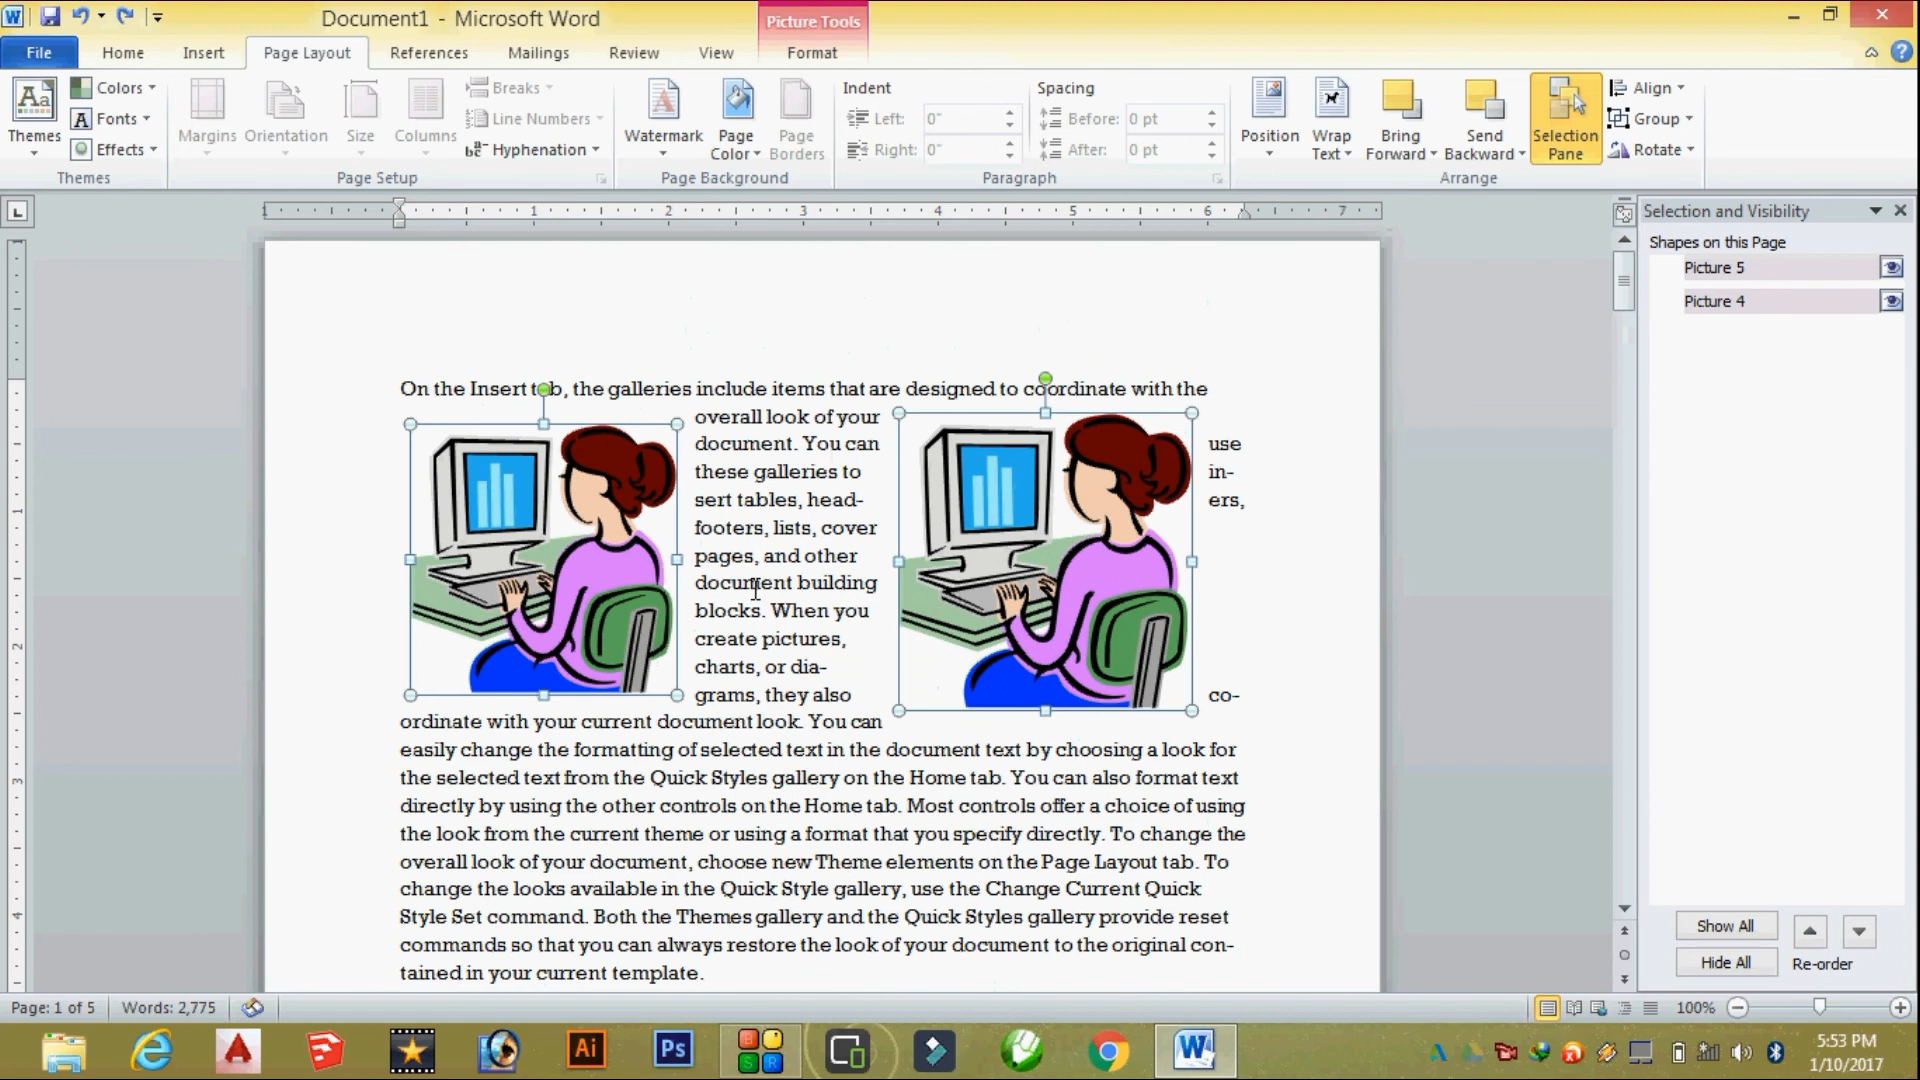 Document1 - Microsoft Word
Picture Tools
File Home Insert Page Layout References Mailings Review View Format
Themes
Colors
Fonts
Effects
Themes
Margins
Orientation
Size
Columns
Breaks
Line Numbers
Hyphenation
Page Setup
Watermark
Page Color
Page Borders
Page Background
Indent
Left: 0"
Right: 0"
Spacing
Before: 0 pt
After: 0 pt
Paragraph
Position
Wrap Text
Bring Forward
Send Backward
Selection Pane
Align
Group
Rotate
Arrange
1 1 2 3 4 5 6 7
Selection and Visibility
Shapes on this Page
Picture 5
Picture 4
On the Insert tab, the galleries include items that are designed to coordinate with the
overall look of your
document. You can use
these galleries to in-
sert tables, head- ers,
footers, lists, cover
pages, and other
document building
blocks. When you
create pictures,
charts, or dia-
grams, they also co-
ordinate with your current document look. You can
easily change the formatting of selected text in the document text by choosing a look for
the selected text from the Quick Styles gallery on the Home tab. You can also format text
directly by using the other controls on the Home tab. Most controls offer a choice of using
the look from the current theme or using a format that you specify directly. To change the
overall look of your document, choose new Theme elements on the Page Layout tab. To
change the looks available in the Quick Style gallery, use the Change Current Quick
Style Set command. Both the Themes gallery and the Quick Styles gallery provide reset
commands so that you can always restore the look of your document to the original con-
tained in your current template.
1
2
3
4
Show All
Hide All
Re-order
Page: 1 of 5 Words: 2,775 100%
Ai Ps
5:53 PM
1/10/2017